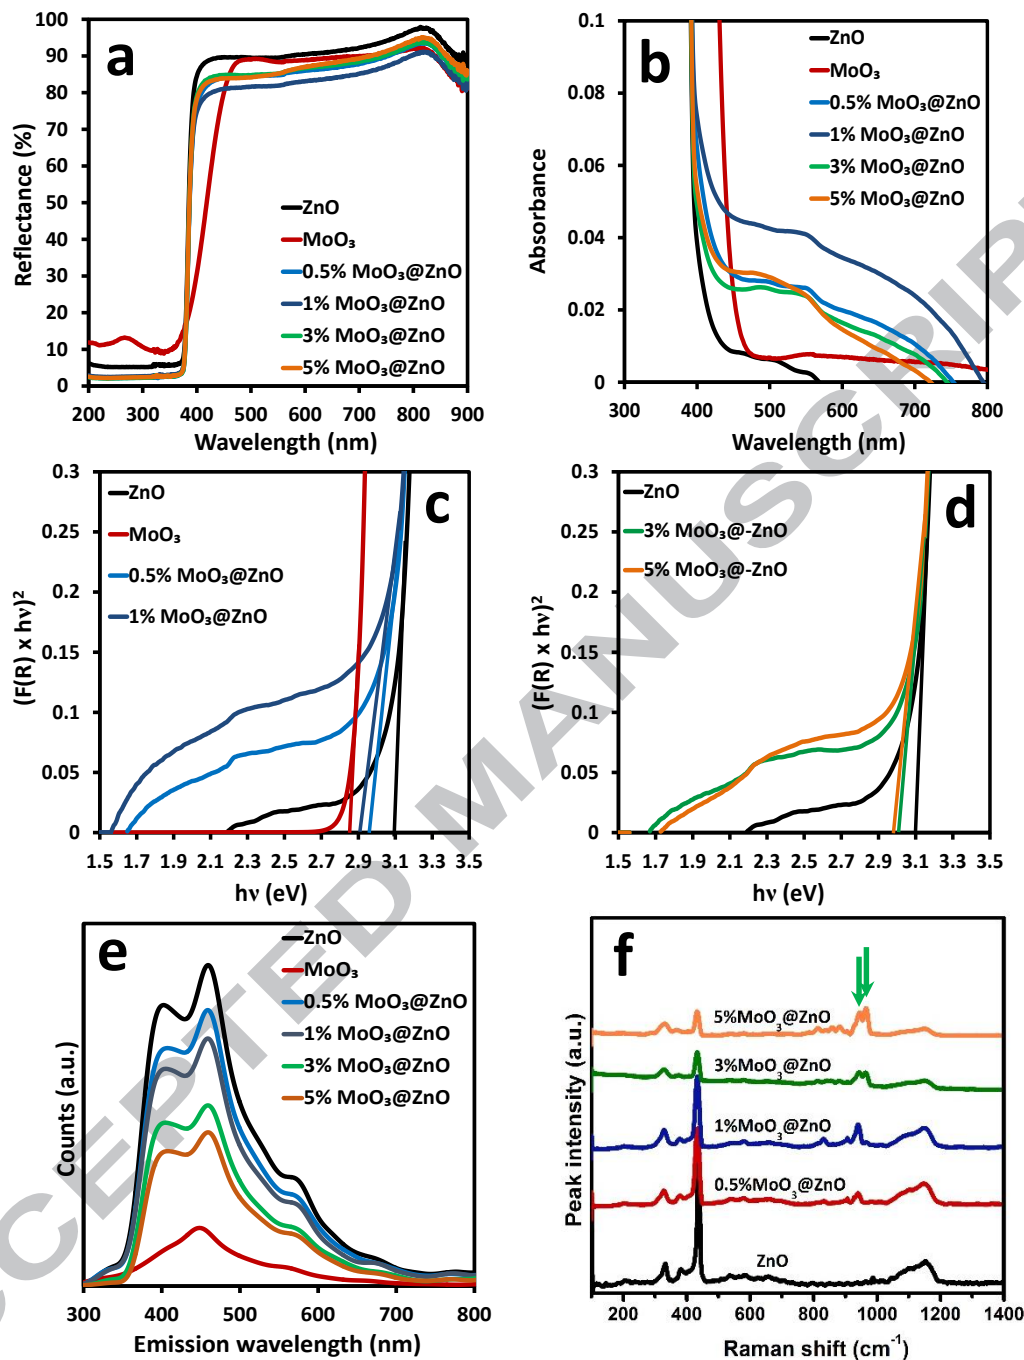 a
Reflectance (%)
100
90
80
70
60
50
40
30
20
10
0
200 300 400 500 600 700 800 900
Wavelength (nm)
ZnO
MoO₃
0.5% MoO₃@ZnO
1% MoO₃@ZnO
3% MoO₃@ZnO
5% MoO₃@ZnO
b
Absorbance
0.1
0.08
0.06
0.04
0.02
0
300 400 500 600 700 800
Wavelength (nm)
ZnO
MoO₃
0.5% MoO₃@ZnO
1% MoO₃@ZnO
3% MoO₃@ZnO
5% MoO₃@ZnO
c
(F(R) x hν)²
0.3
0.25
0.2
0.15
0.1
0.05
0
1.5 1.7 1.9 2.1 2.3 2.5 2.7 2.9 3.1 3.3 3.5
hν (eV)
ZnO
MoO₃
0.5% MoO₃@ZnO
1% MoO₃@ZnO
d
(F(R) x hν)²
0.3
0.25
0.2
0.15
0.1
0.05
0
1.5 1.7 1.9 2.1 2.3 2.5 2.7 2.9 3.1 3.3 3.5
hν (eV)
ZnO
3% MoO₃@-ZnO
5% MoO₃@-ZnO
e
Counts (a.u.)
300 400 500 600 700 800
Emission wavelength (nm)
ZnO
MoO₃
0.5% MoO₃@ZnO
1% MoO₃@ZnO
3% MoO₃@ZnO
5% MoO₃@ZnO
f
Peak intensity (a.u.)
5%MoO₃@ZnO
3%MoO₃@ZnO
1%MoO₃@ZnO
0.5%MoO₃@ZnO
ZnO
200 400 600 800 1000 1200 1400
Raman shift (cm⁻¹)
CEPTED MANUSCRIP